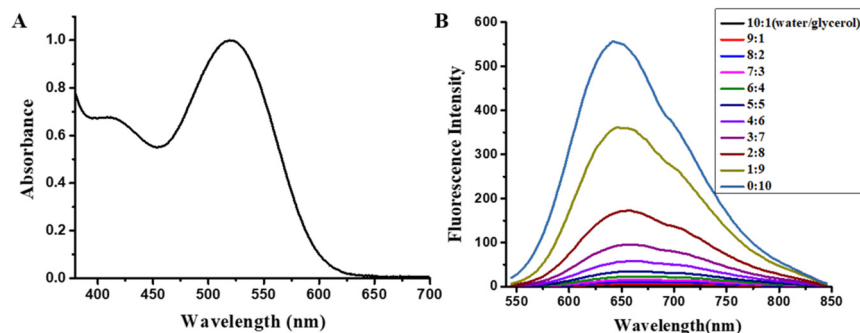 A
Absorbance
1.0
0.8
0.6
0.4
0.2
0.0
400 450 500 550 600 650 700
Wavelength (nm)
B
Fluorescence Intensity
600
500
400
300
200
100
0
550 600 650 700 750 800 850
Wavelength(nm)
10:1(water/glycerol)
9:1
8:2
7:3
6:4
5:5
4:6
3:7
2:8
1:9
0:10